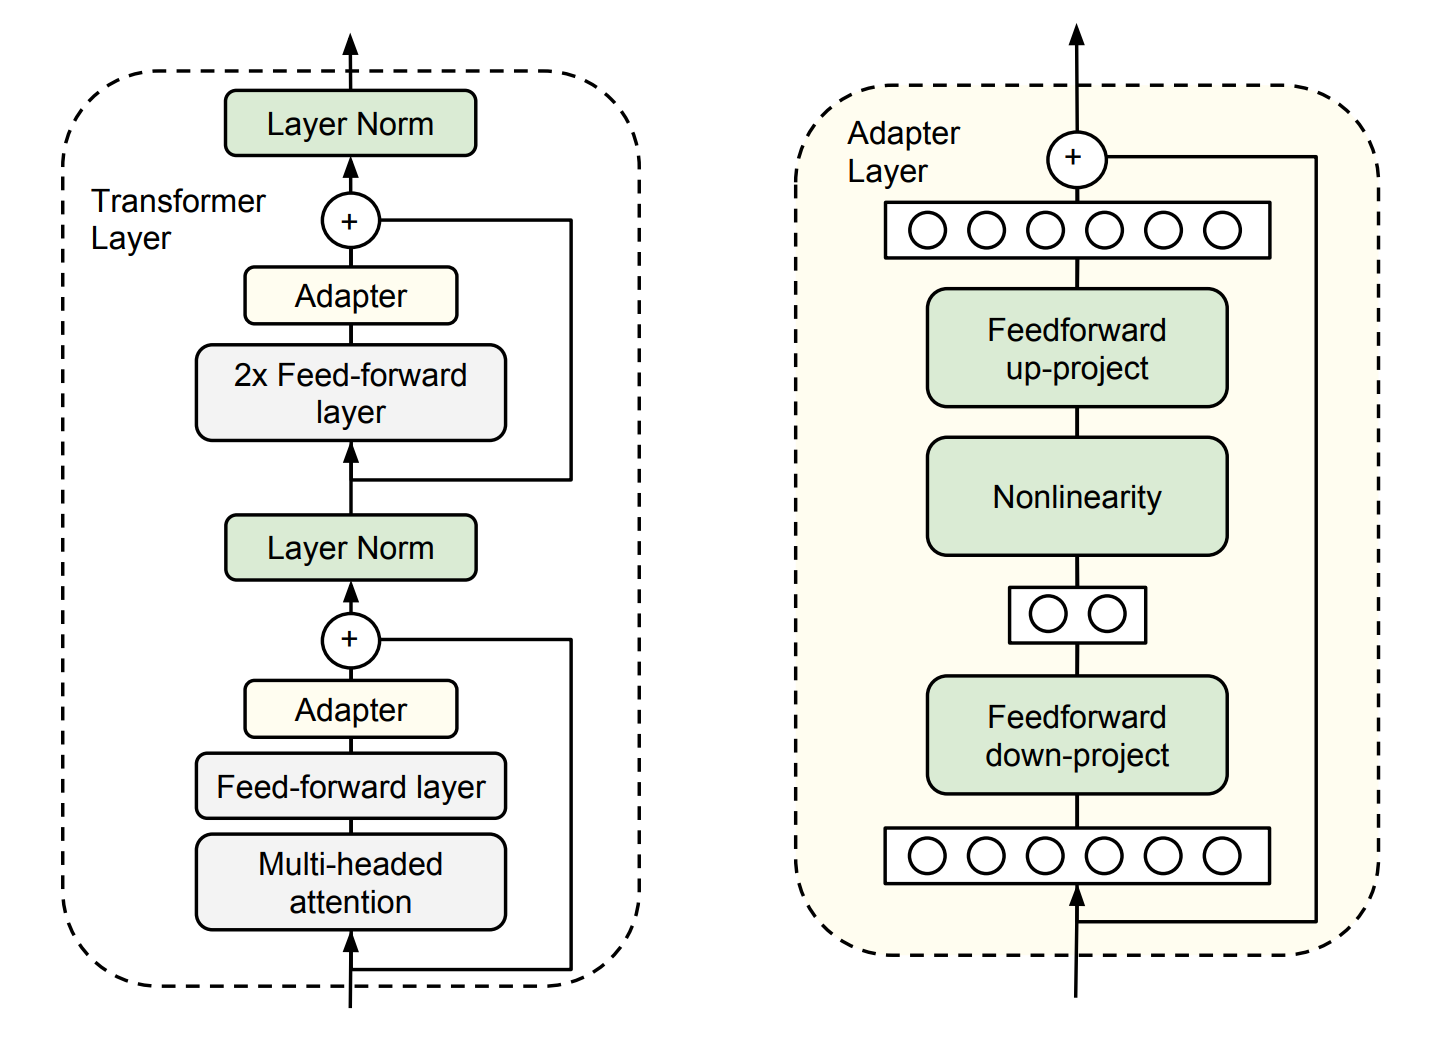 Layer Norm
Transformer
Layer
+
Adapter
2x Feed-forward
layer
Layer Norm
+
Adapter
Feed-forward layer
Multi-headed
attention
Adapter
Layer
+
Feedforward
up-project
Nonlinearity
Feedforward
down-project